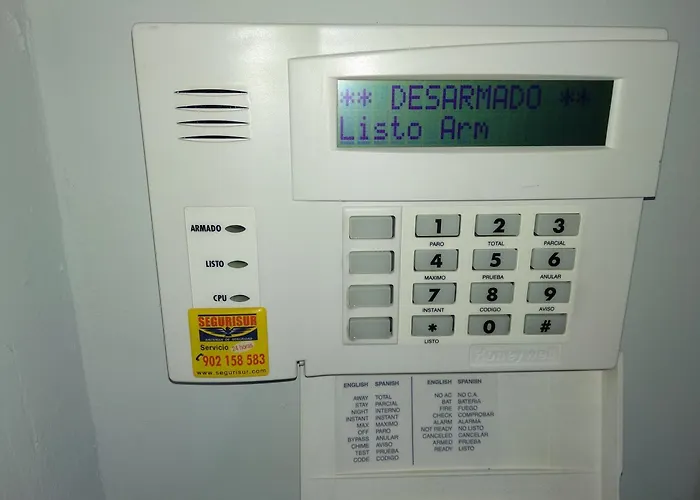 ** DESARMADO **
Listo Arm
ARMADO
LISTO
CPU
SEGURISUR
Servicio
902 158 583
www.segurisur.com
1 2 3
PARO TOTAL PARCIAL
4 5 6
MAXIMO PRUEBA ANULAR
7 8 9
INSTANT CODIGO AVISO
* 0 #
LISTO
Honeywell
ENGLISH SPANISH
AWAY TOTAL
STAY PARCIAL
NIGHT INTERNO
INSTANT INSTANT
MAX MAXIMO
OFF PARO
BYPASS ANULAR
CHIME AVISO
TEST PRUEBA
CODE CODIGO
ENGLISH SPANISH
NO AC NO C.A.
BAT BATERIA
FIRE FUEGO
CHECK COMPROBAR
ALARM ALARMA
NOT READY NO LISTO
CANCELED CANCELAR
ARMED PRUEBA
READY LISTO